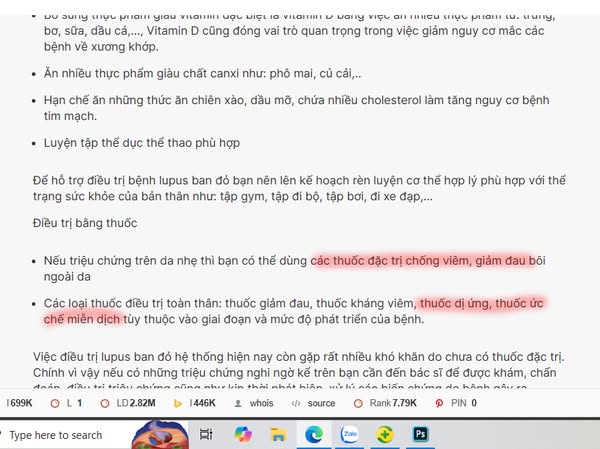 Bổ sung thực phẩm giàu vitamin đặc biệt là vitamin D bằng việc ăn nhiều thực phẩm từ: trứng,
bơ, sữa, dầu cá,..., Vitamin D cũng đóng vai trò quan trọng trong việc giảm nguy cơ mắc các
bệnh về xương khớp.
Ăn nhiều thực phẩm giàu chất canxi như: phô mai, củ cải,..
Hạn chế ăn những thức ăn chiên xào, dầu mỡ, chứa nhiều cholesterol làm tăng nguy cơ bệnh
tim mạch.
Luyện tập thể dục thể thao phù hợp
Để hỗ trợ điều trị bệnh lupus ban đỏ bạn nên lên kế hoạch rèn luyện cơ thể hợp lý phù hợp với thể
trạng sức khỏe của bản thân như: tập gym, tập đi bộ, tập bơi, đi xe đạp,...
Điều trị bằng thuốc
Nếu triệu chứng trên da nhẹ thì bạn có thể dùng các thuốc đặc trị chống viêm, giảm đau bôi
ngoài da
Các loại thuốc điều trị toàn thân: thuốc giảm đau, thuốc kháng viêm, thuốc dị ứng, thuốc ức
chế miễn dịch tùy thuộc vào giai đoạn và mức độ phát triển của bệnh.
Việc điều trị lupus ban đỏ hệ thống hiện nay còn gặp rất nhiều khó khăn do chưa có thuốc đặc trị.
Chính vì vậy nếu có những triệu chứng nghi ngờ kể trên bạn cần đến bác sĩ để được khám, chẩn
đoán, điều trị triệu chứng cũng như kịp thời phát hiện, xử lý các biến chứng do bệnh gây ra
I 699K L 1 LD 2.82M I 446K whois source Rank 7.79K PIN 0
Type here to search Zalo Ps